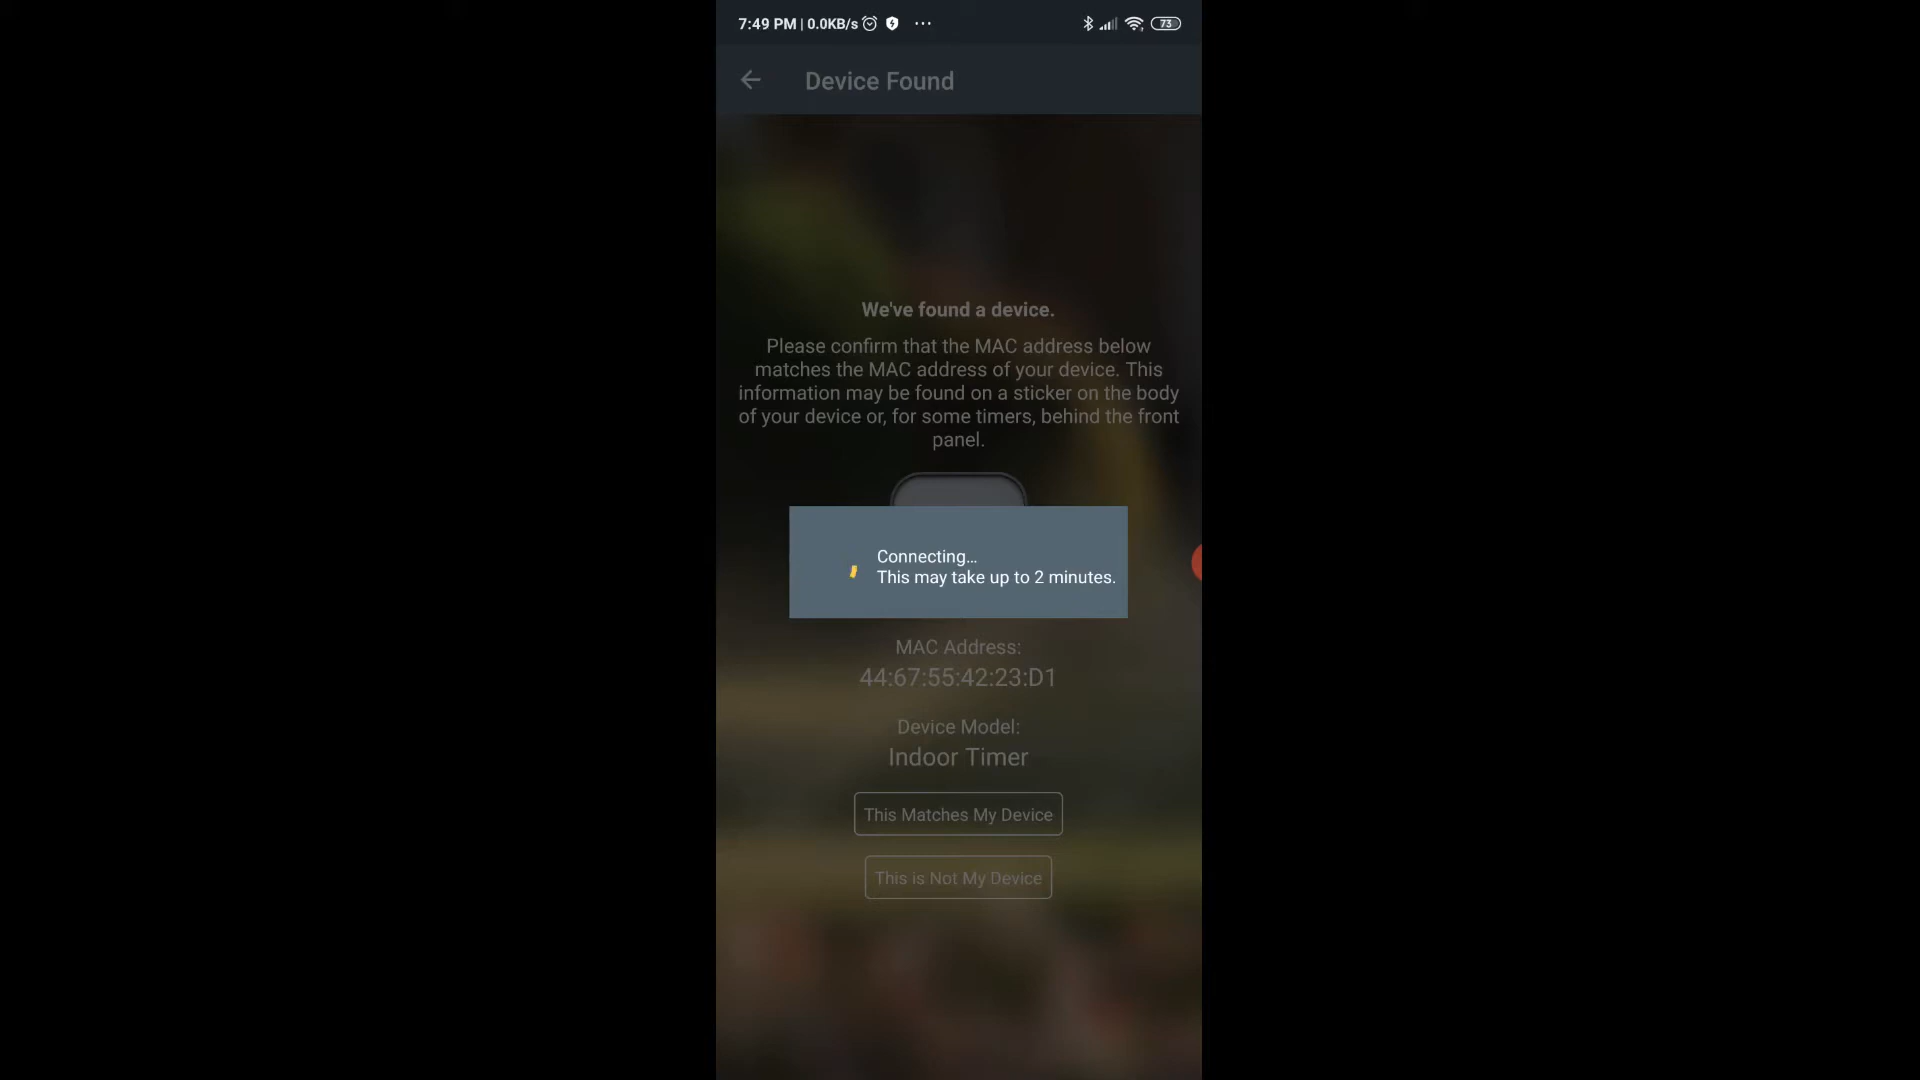 7:49 PM | 0.0KB/s ... 73
Device Found
We've found a device.
Please confirm that the MAC address below
matches the MAC address of your device. This
information may be found on a sticker on the body
of your device or, for some timers, behind the front
panel.
Connecting...
This may take up to 2 minutes.
MAC Address:
44:67:55:42:23:D1
Device Model:
Indoor Timer
This Matches My Device
This is Not My Device